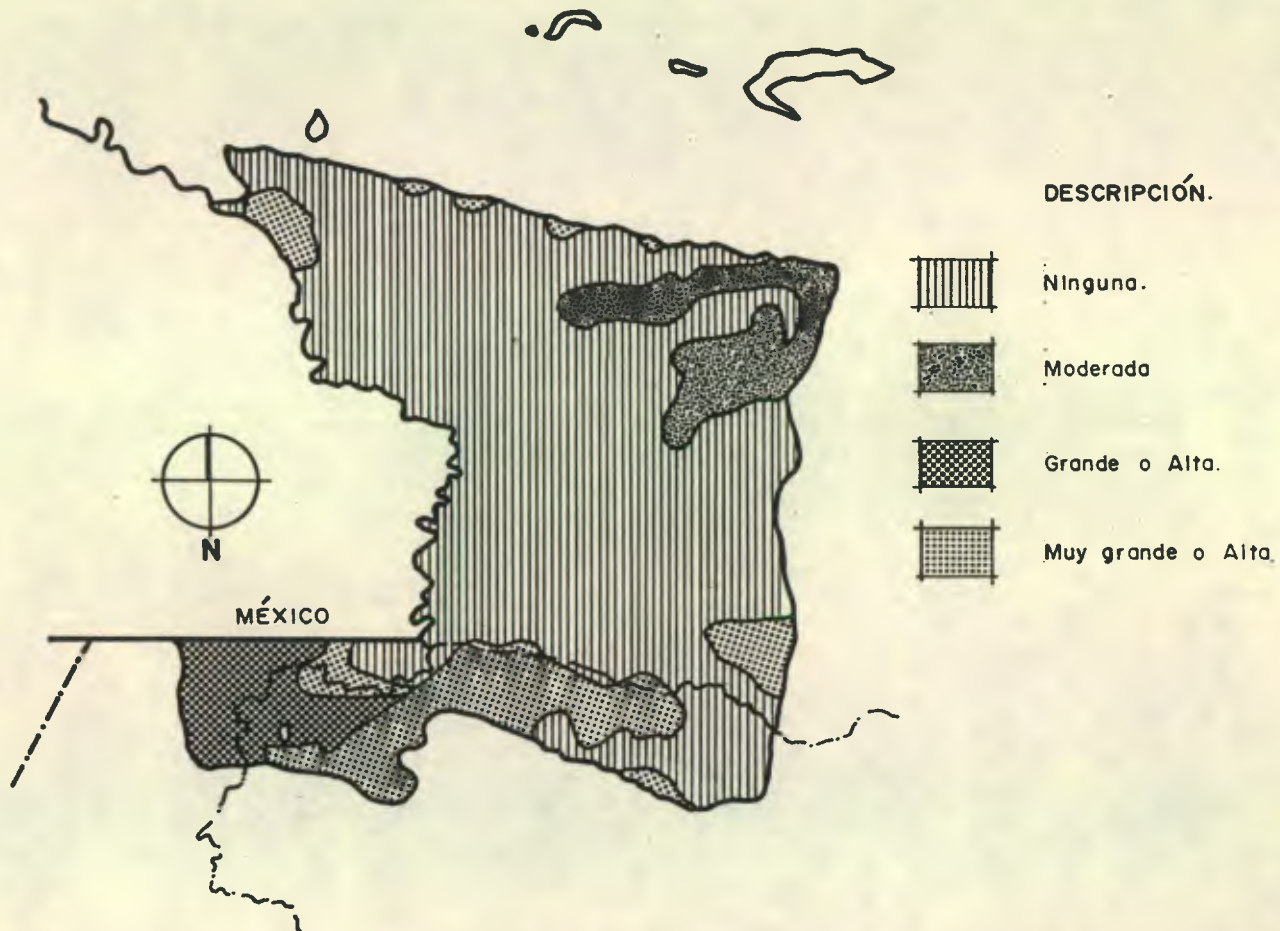 DESCRIPCIÓN.
Ninguna.
Moderada
Grande o Alta.
Muy grande o Alta.
N
MÉXICO